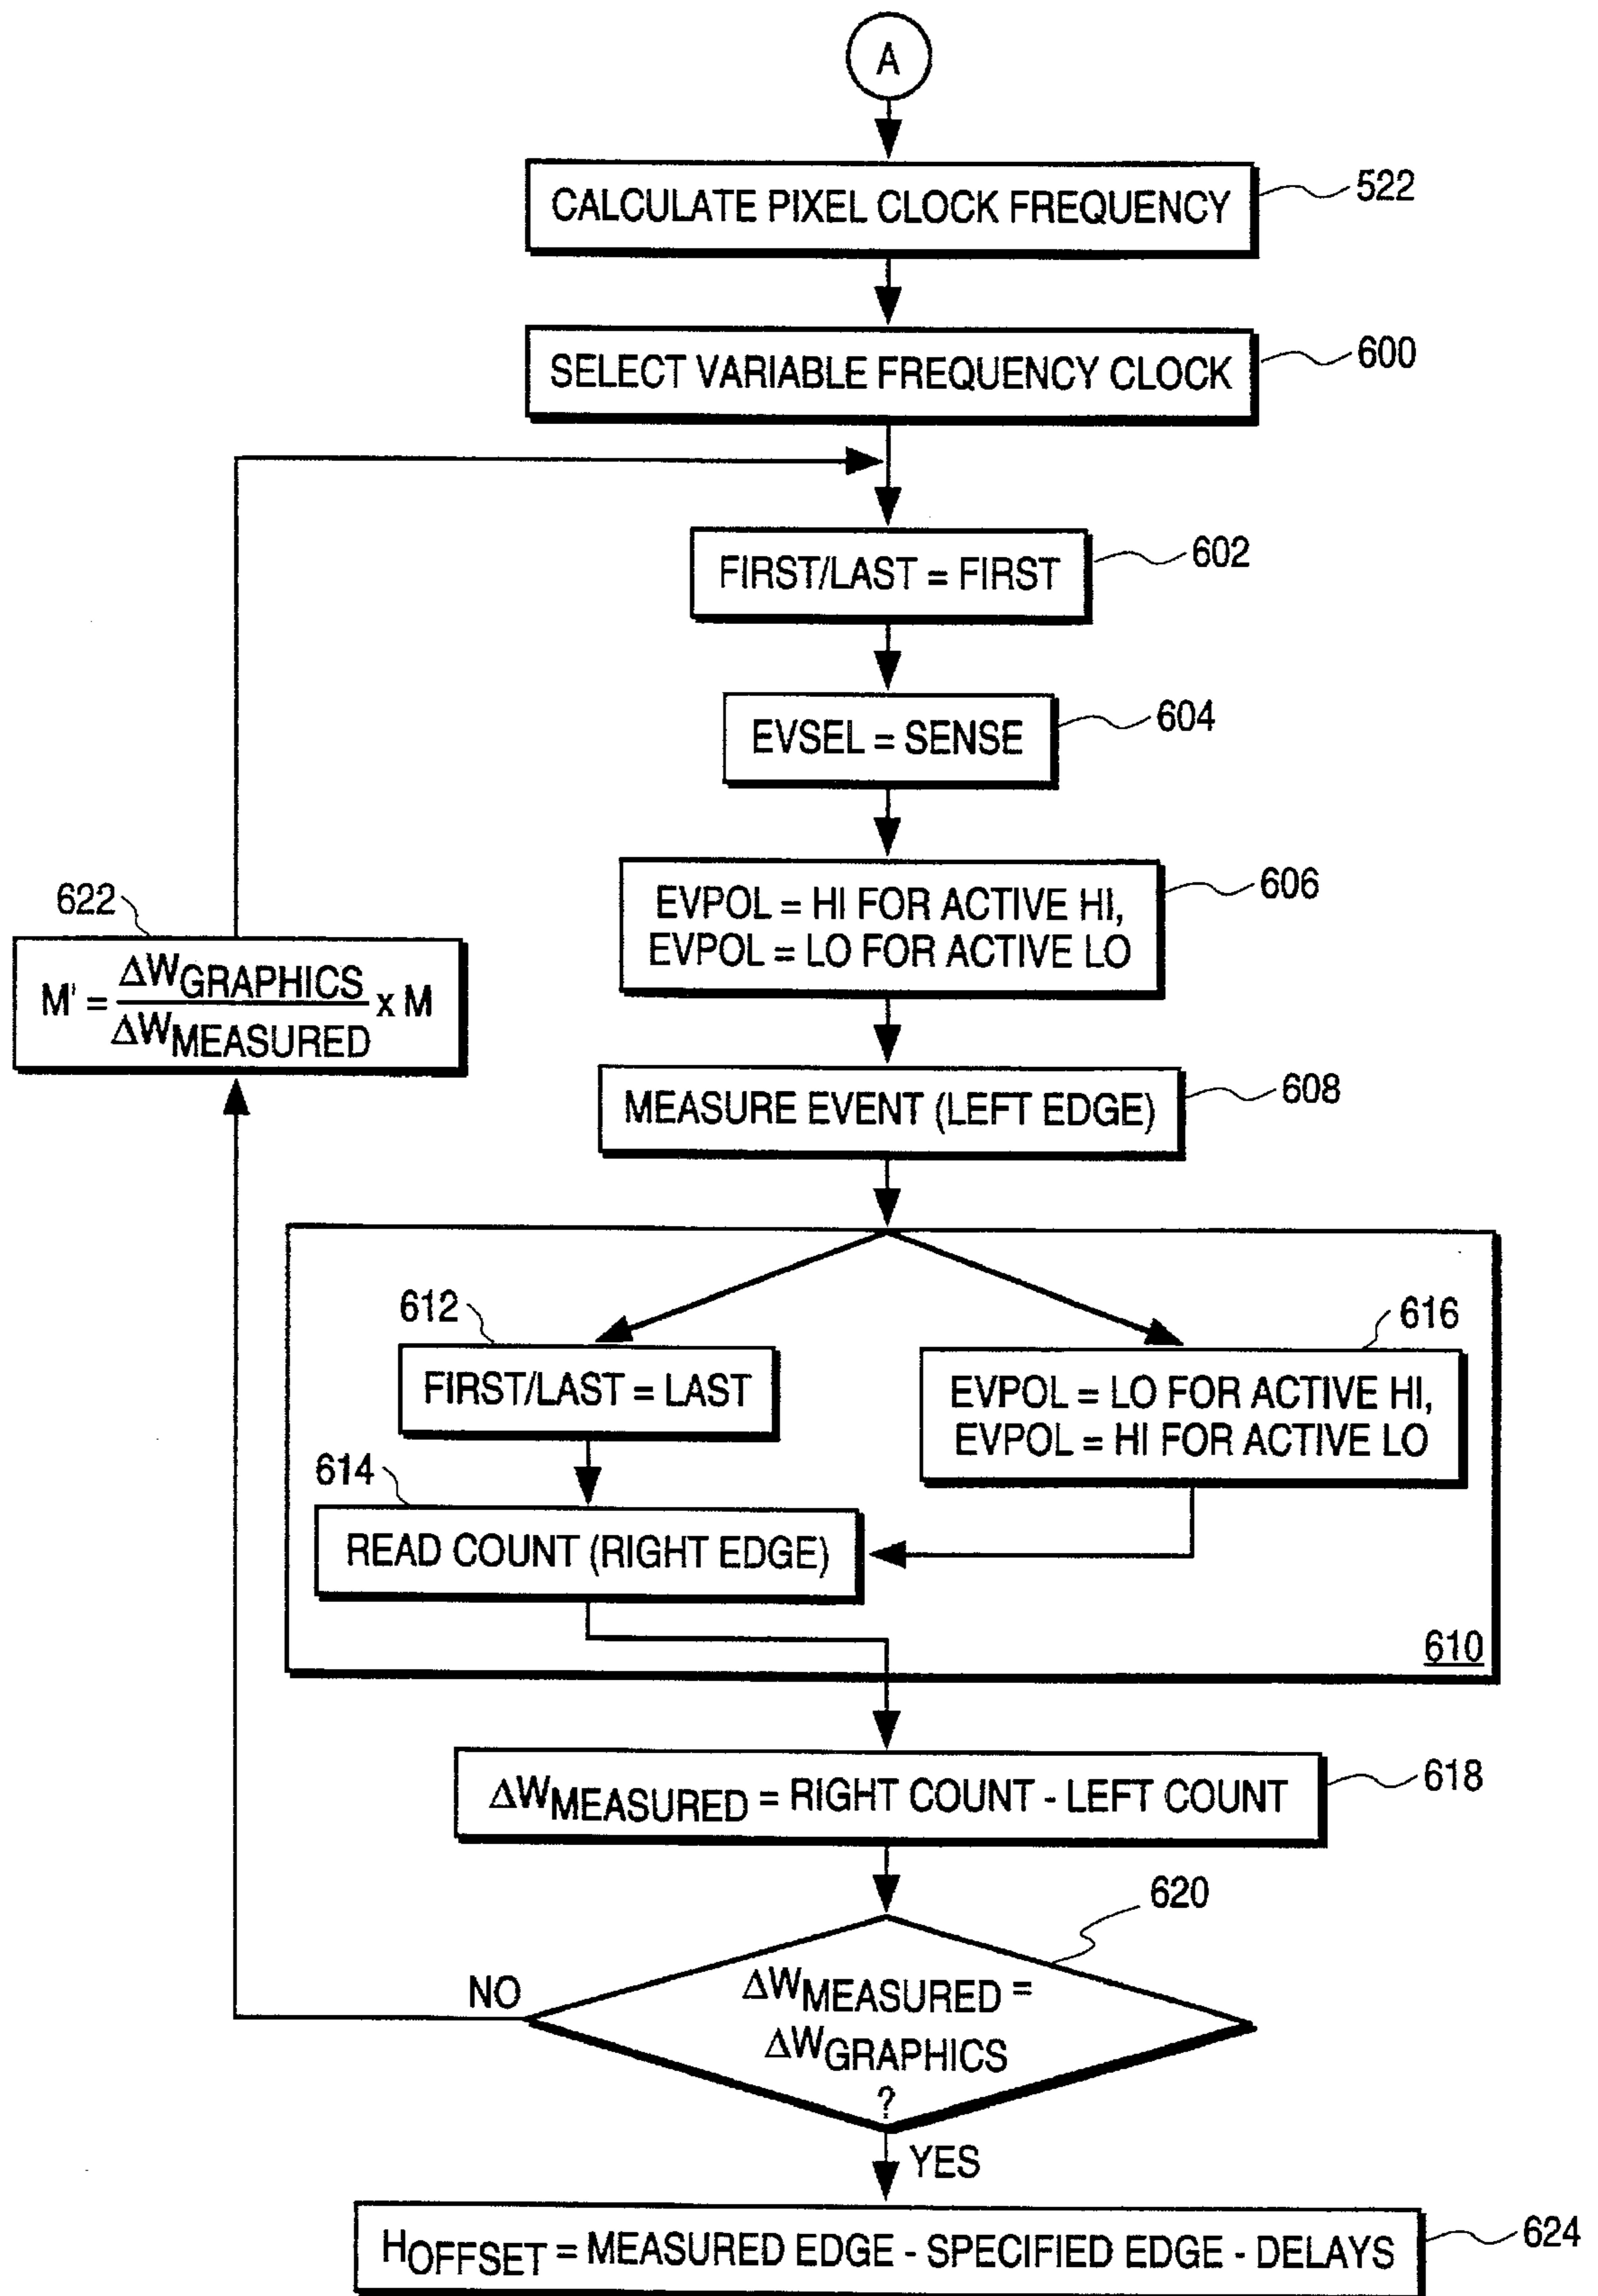 A
CALCULATE PIXEL CLOCK FREQUENCY
522
SELECT VARIABLE FREQUENCY CLOCK
600
FIRST/LAST = FIRST
602
EVSEL = SENSE
604
EVPOL = HI FOR ACTIVE HI,
EVPOL = LO FOR ACTIVE LO
606
622
M' = ΔWGRAPHICS / ΔWMEASURED x M
MEASURE EVENT (LEFT EDGE)
608
612
FIRST/LAST = LAST
616
EVPOL = LO FOR ACTIVE HI,
EVPOL = HI FOR ACTIVE LO
614
READ COUNT (RIGHT EDGE)
610
ΔWMEASURED = RIGHT COUNT - LEFT COUNT
618
620
NO
ΔWMEASURED =
ΔWGRAPHICS
?
YES
HOFFSET = MEASURED EDGE - SPECIFIED EDGE - DELAYS
624